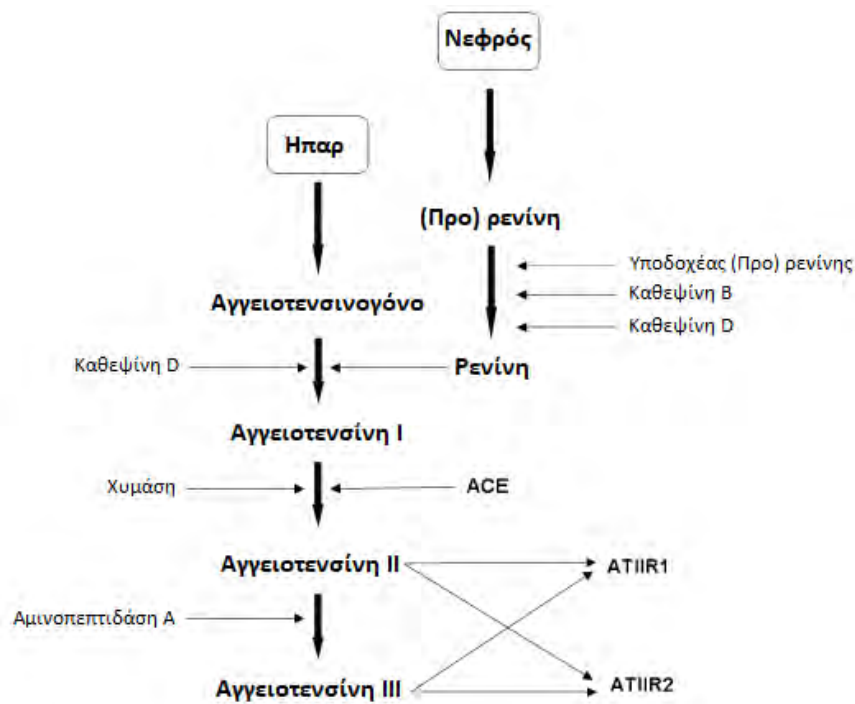 Νεφρός
Ηπαρ
(Προ) ρενίνη
Υποδοχέας (Προ) ρενίνης
Καθεψίνη Β
Αγγειοτενσινογόνο
Καθεψίνη D
Καθεψίνη D
Ρενίνη
Αγγειοτενσίνη Ι
Χυμάση
ACE
Αγγειοτενσίνη ΙΙ
ATIIR1
Αμινοπεπτιδάση Α
Αγγειοτενσίνη ΙΙΙ
ATIIR2